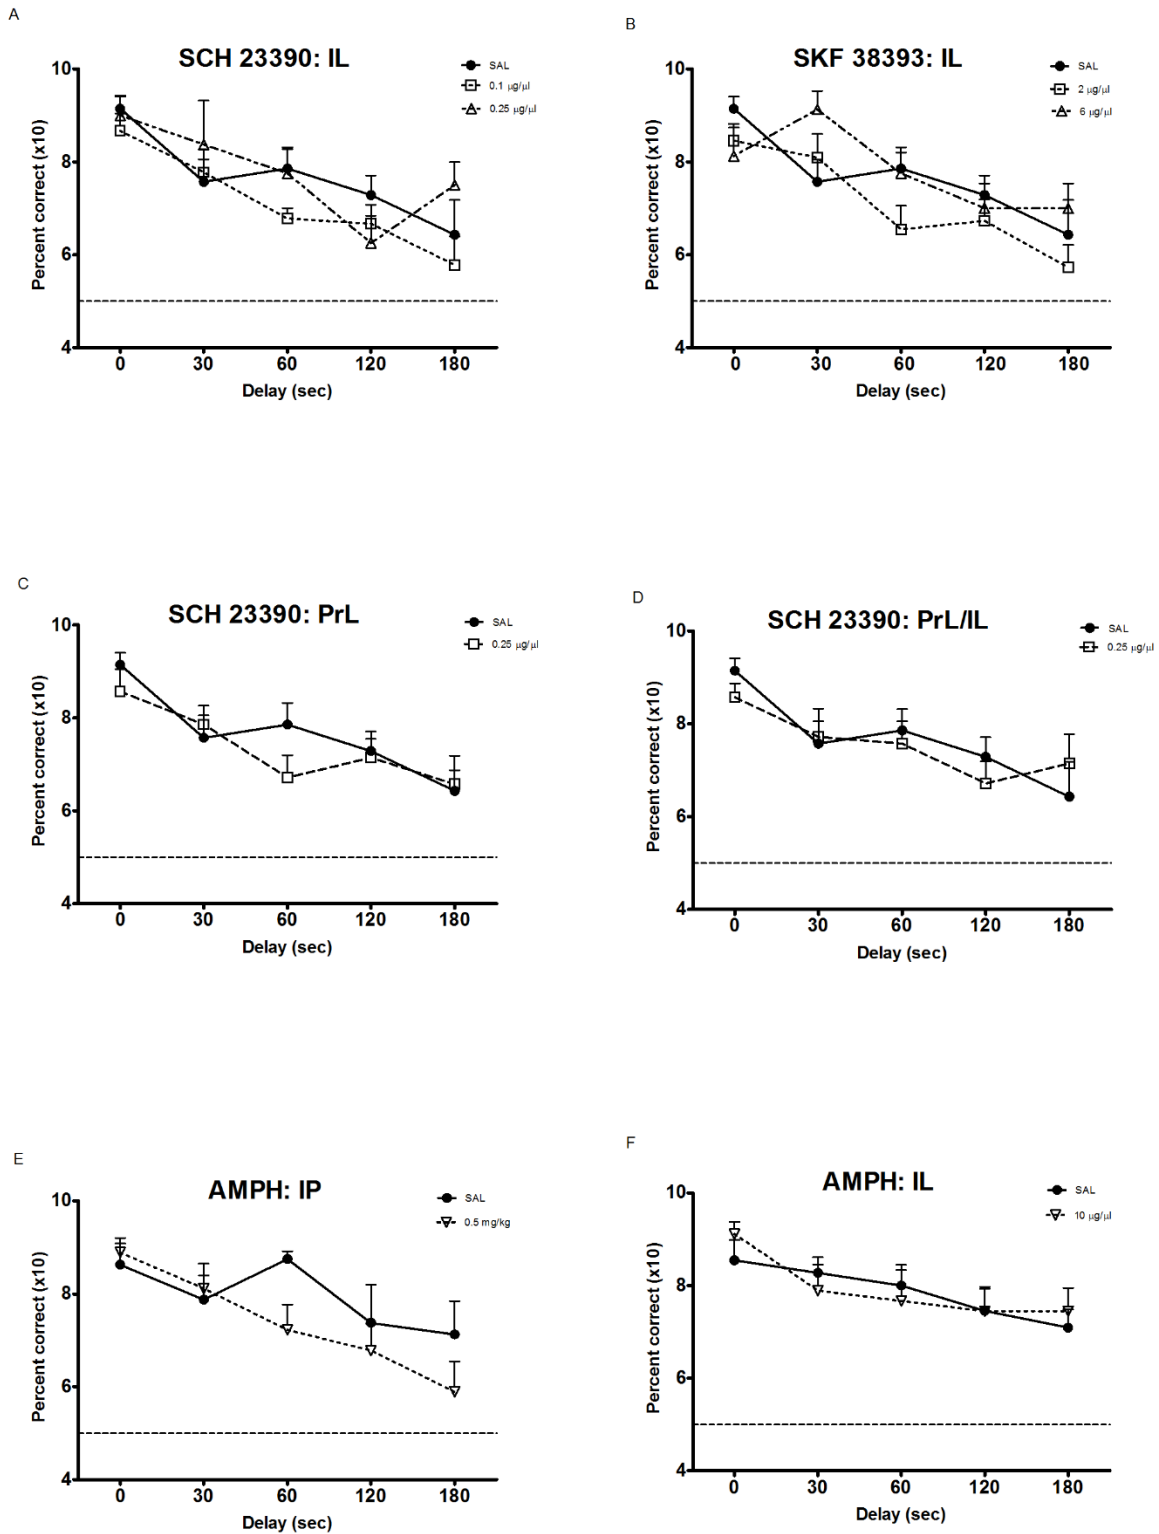 A
SCH 23390: IL
SAL
0.1 µg/µl
0.25 µg/µl
Percent correct (x10)
10
8
6
4
0 30 60 120 180
Delay (sec)
B
SKF 38393: IL
SAL
2 µg/µl
6 µg/µl
Percent correct (x10)
10
8
6
4
0 30 60 120 180
Delay (sec)
C
SCH 23390: PrL
SAL
0.25 µg/µl
Percent correct (x10)
10
8
6
4
0 30 60 120 180
Delay (sec)
D
SCH 23390: PrL/IL
SAL
0.25 µg/µl
Percent correct (x10)
10
8
6
4
0 30 60 120 180
Delay (sec)
E
AMPH: IP
SAL
0.5 mg/kg
Percent correct (x10)
10
8
6
4
0 30 60 120 180
Delay (sec)
F
AMPH: IL
SAL
10 µg/µl
Percent correct (x10)
10
8
6
4
0 30 60 120 180
Delay (sec)